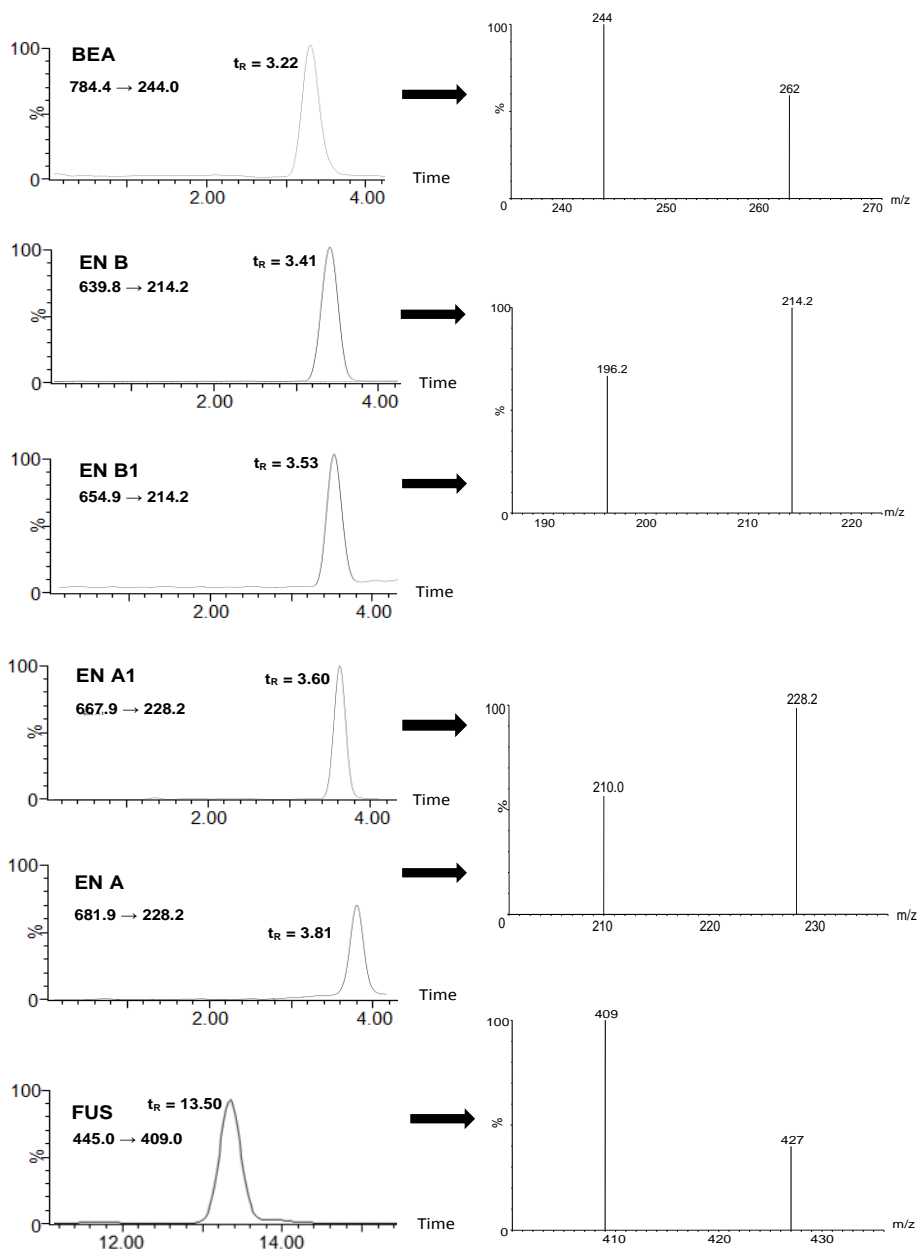 BEA
784.4 → 244.0
tR = 3.22
100
%
0
2.00
4.00
Time
100
244
262
%
0
240
250
260
270
m/z
EN B
639.8 → 214.2
tR = 3.41
100
%
0
2.00
4.00
Time
100
196.2
214.2
%
0
190
200
210
220
m/z
EN B1
654.9 → 214.2
tR = 3.53
100
%
0
2.00
4.00
Time
EN A1
667.9 → 228.2
tR = 3.60
100
%
0
2.00
4.00
Time
100
210.0
228.2
%
0
210
220
230
m/z
EN A
681.9 → 228.2
tR = 3.81
100
%
0
2.00
4.00
Time
FUS
445.0 → 409.0
tR = 13.50
100
%
0
12.00
14.00
Time
100
409
427
%
0
410
420
430
m/z